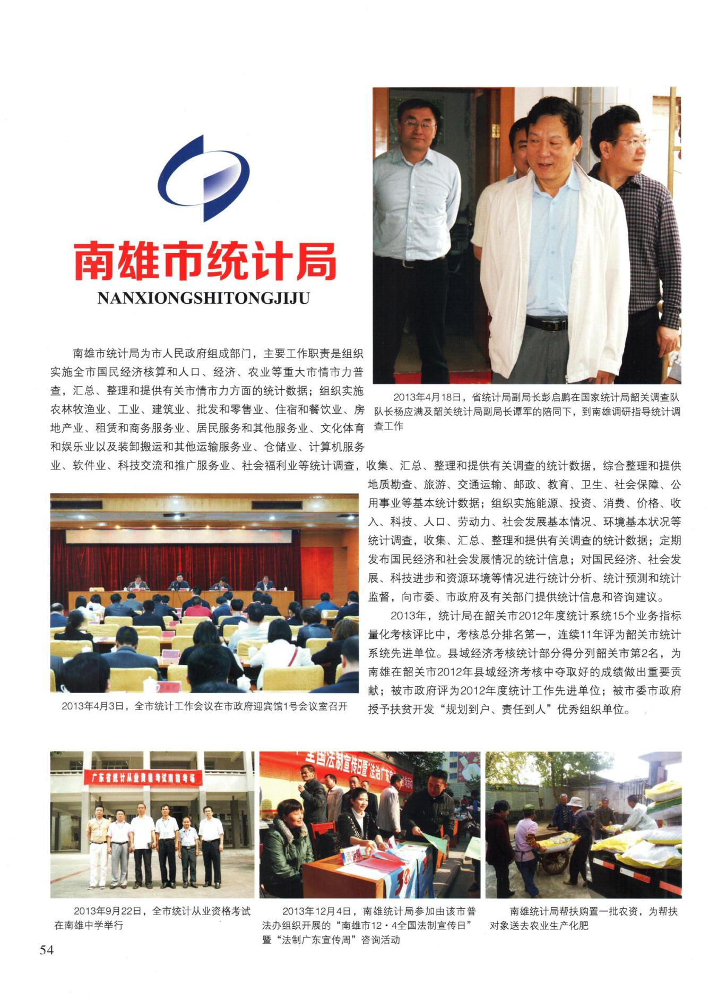 南雄市统计局
NANXIONGSHITONGJIJU
2013年4月18日，省统计局副局长彭启鹏在国家统计局韶关调查队
队长杨应满及韶关统计局副局长谭军的陪同下，到南雄调研指导统计调
查工作
南雄市统计局为市人民政府组成部门，主要工作职责是组织
实施全市国民经济核算和人口、经济、农业等重大市情市力普
查，汇总、整理和提供有关市情市力方面的统计数据；组织实施
农林牧渔业、工业、建筑业、批发和零售业、住宿和餐饮业、房
地产业、租赁和商务服务业、居民服务和其他服务业、文化体育
和娱乐业以及装卸搬运和其他运输服务业、仓储业、计算机服务
业、软件业、科技交流和推广服务业、社会福利业等统计调查，收集、汇总、整理和提供有关调查的统计数据，综合整理和提供
地质勘查、旅游、交通运输、邮政、教育、卫生、社会保障、公
用事业等基本统计数据；组织实施能源、投资、消费、价格、收
入、科技、人口、劳动力、社会发展基本情况、环境基本状况等
统计调查，收集、汇总、整理和提供有关调查的统计数据；定期
发布国民经济和社会发展情况的统计信息；对国民经济、社会发
展、科技进步和资源环境等情况进行统计分析、统计预测和统计
监督，向市委、市政府及有关部门提供统计信息和咨询建议。
2013年，统计局在韶关市2012年度统计系统15个业务指标
量化考核评比中，考核总分排名第一，连续11年评为韶关市统计
系统先进单位。县域经济考核统计部分得分列韶关市第2名，为
南雄在韶关市2012年县域经济考核中夺取好的成绩做出重要贡
献；被市政府评为2012年度统计工作先进单位；被市委市政府
授予扶贫开发“规划到户、责任到人”优秀组织单位。
2013年4月3日，全市统计工作会议在市政府迎宾馆1号会议室召开
广东省统计从业资格考试南雄考场
全国法制宣传日暨“法治广东宣
2013年9月22日，全市统计从业资格考试
在南雄中学举行
2013年12月4日，南雄统计局参加由该市普
法办组织开展的“南雄市12·4全国法制宣传日”
暨“法制广东宣传周”咨询活动
南雄统计局帮扶购置一批农资，为帮扶
对象送去农业生产化肥
54